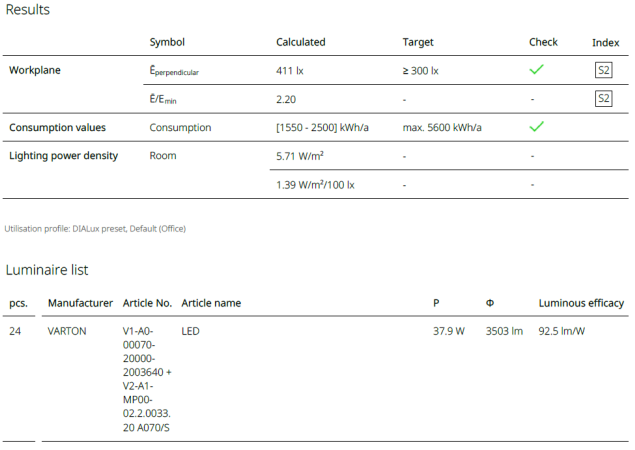 Results
Symbol Calculated Target Check Index
Workplane Ēperpendicular 411 lx ≥ 300 lx ✓ S2
Ē/Emin 2.20 - - S2
Consumption values Consumption [1550 - 2500] kWh/a max. 5600 kWh/a ✓
Lighting power density Room 5.71 W/m² - -
1.39 W/m²/100 lx - -
Utilisation profile: DIALux preset, Default (Office)
Luminaire list
pcs. Manufacturer Article No. Article name P Φ Luminous efficacy
24 VARTON V1-A0- LED 37.9 W 3503 lm 92.5 lm/W
00070-
20000-
2003640 +
V2-A1-
MP00-
02.2.0033.
20 A070/S